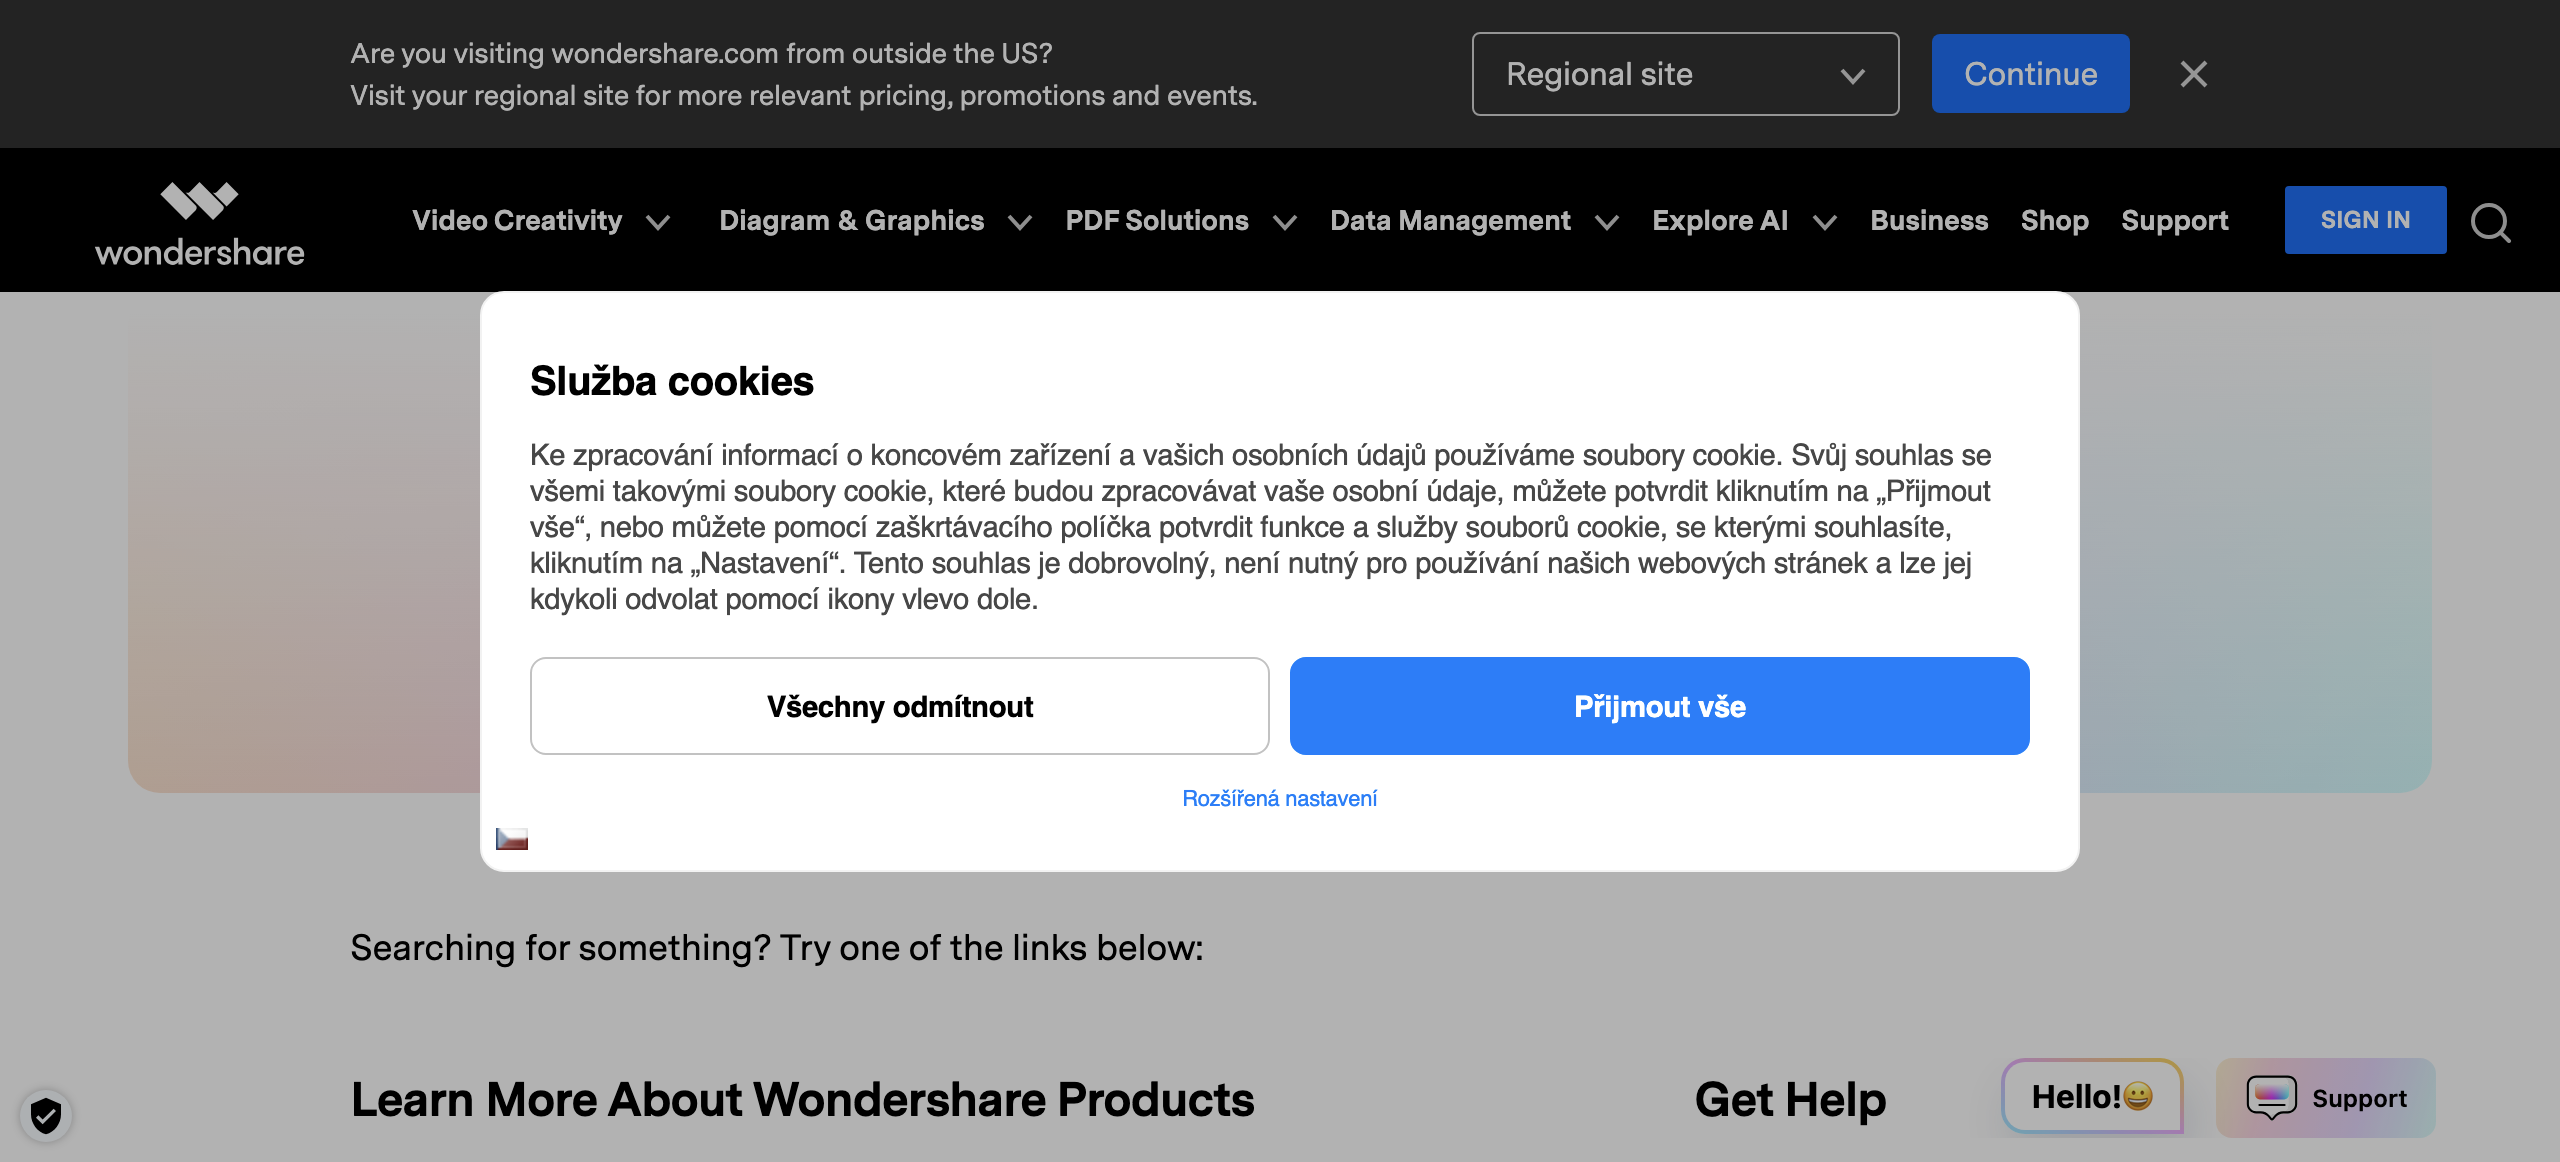 Are you visiting wondershare.com from outside the US?
Visit your regional site for more relevant pricing, promotions and events.
Regional site
Continue
wondershare
Video Creativity
Diagram & Graphics
PDF Solutions
Data Management
Explore AI
Business
Shop
Support
SIGN IN
Služba cookies
Ke zpracování informací o koncovém zařízení a vašich osobních údajů používáme soubory cookie. Svůj souhlas se
všemi takovými soubory cookie, které budou zpracovávat vaše osobní údaje, můžete potvrdit kliknutím na „Přijmout
vše“, nebo můžete pomocí zaškrtávacího políčka potvrdit funkce a služby souborů cookie, se kterými souhlasíte,
kliknutím na „Nastavení“. Tento souhlas je dobrovolný, není nutný pro používání našich webových stránek a lze jej
kdykoli odvolat pomocí ikony vlevo dole.
Všechny odmítnout
Přijmout vše
Rozšířená nastavení
Searching for something? Try one of the links below:
Learn More About Wondershare Products
Get Help
Hello!😀
Support